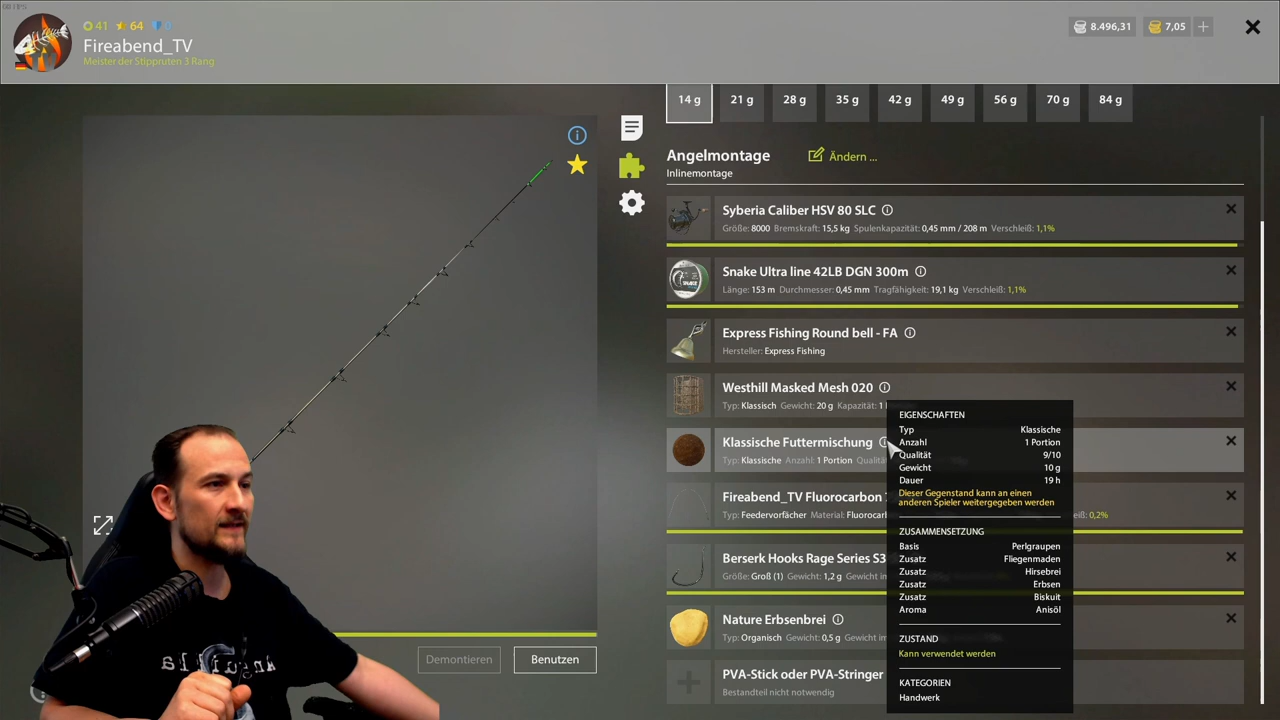 41 64 0
Fireabend_TV
Meister der Stippruten 3 Rang
8.496,31 7,05
14 g 21 g 28 g 35 g 42 g 49 g 56 g 70 g 84 g
Angelmontage
Ändern ...
Inlinemontage
Syberia Caliber HSV 80 SLC
Größe: 8000 Bremskraft: 15,5 kg Spulenkapazität: 0,45 mm / 208 m Verschleiß: 1,1%
Snake Ultra line 42LB DGN 300m
Länge: 153 m Durchmesser: 0,45 mm Tragfähigkeit: 19,1 kg Verschleiß: 1,1%
Express Fishing Round bell - FA
Hersteller: Express Fishing
Westhill Masked Mesh 020
Typ: Klassisch Gewicht: 20 g Kapazität: 1
Klassische Futtermischung
Typ: Klassische Anzahl: 1 Portion
Fireabend_TV Fluorocarbon
Typ: Feedervorfächer Material: 0,2%
Berserk Hooks Rage Series S3
Größe: Groß (1) Gewicht: 1,2 g Gewicht
Nature Erbsenbrei
Typ: Organisch Gewicht: 0,5 g Gewicht
PVA-Stick oder PVA-Stringer
Bestandteil nicht notwendig
EIGENSCHAFTEN
Typ Klassische
Anzahl 1 Portion
Qualität 9/10
Gewicht 10 g
Dauer 19 h
Dieser Gegenstand kann an einen
anderen Spieler weitergegeben werden
ZUSAMMENSETZUNG
Basis Perlgraupen
Zusatz Fliegenmaden
Zusatz Hirsebrei
Zusatz Erbsen
Zusatz Biskuit
Aroma Anisöl
ZUSTAND
Kann verwendet werden
KATEGORIEN
Handwerk
Demontieren Benutzen